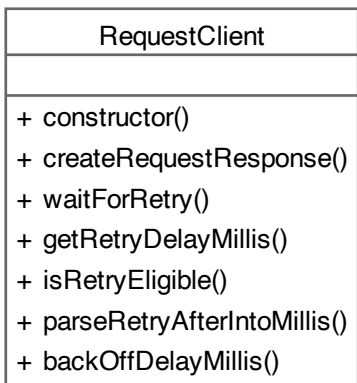 RequestClient
+ constructor()
+ createRequestResponse()
+ waitForRetry()
+ getRetryDelayMillis()
+ isRetryEligible()
+ parseRetryAfterIntoMillis()
+ backOffDelayMillis()